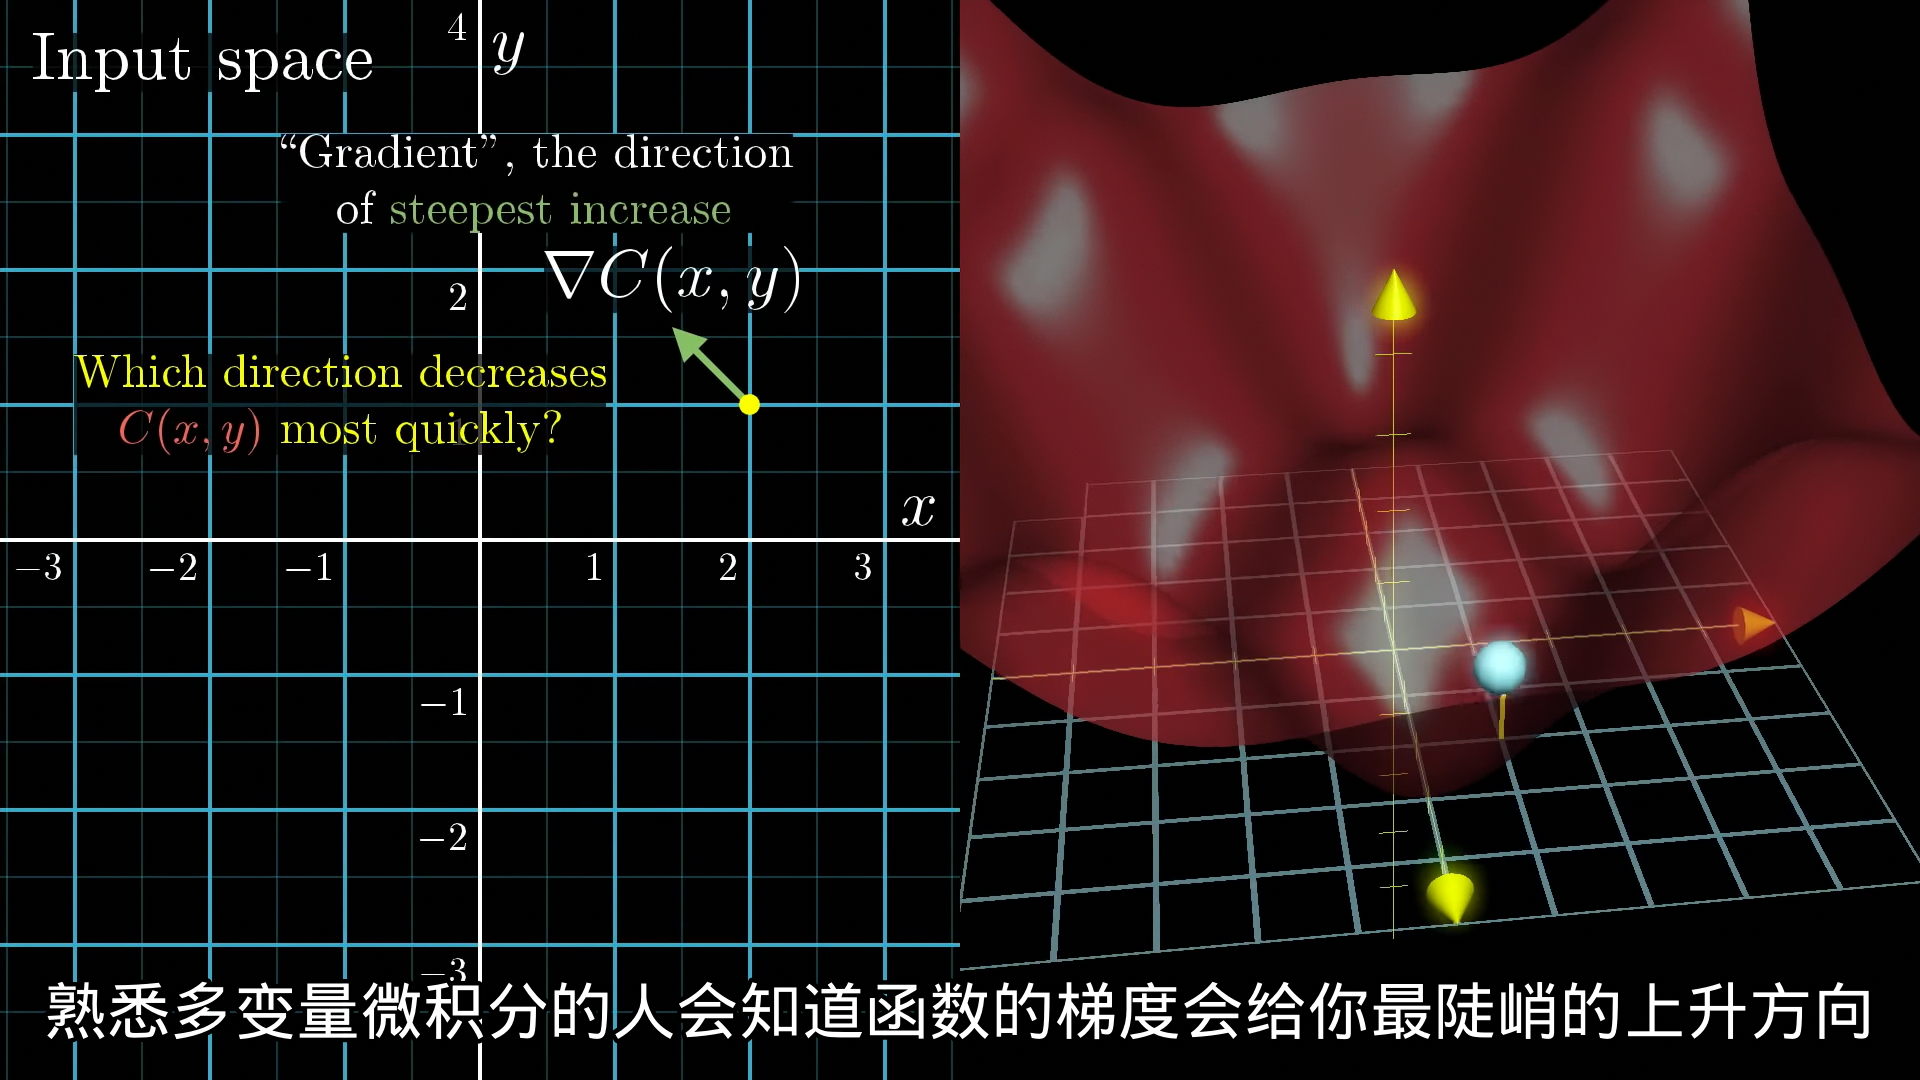 Input space
4
y
“Gradient”, the direction
of steepest increase
∇C(x, y)
2
Which direction decreases
C(x, y) most quickly?
1
x
−3 −2 −1 1 2 3
−1
−2
−3
熟悉多变量微积分的人会知道函数的梯度会给你最陡峭的上升方向